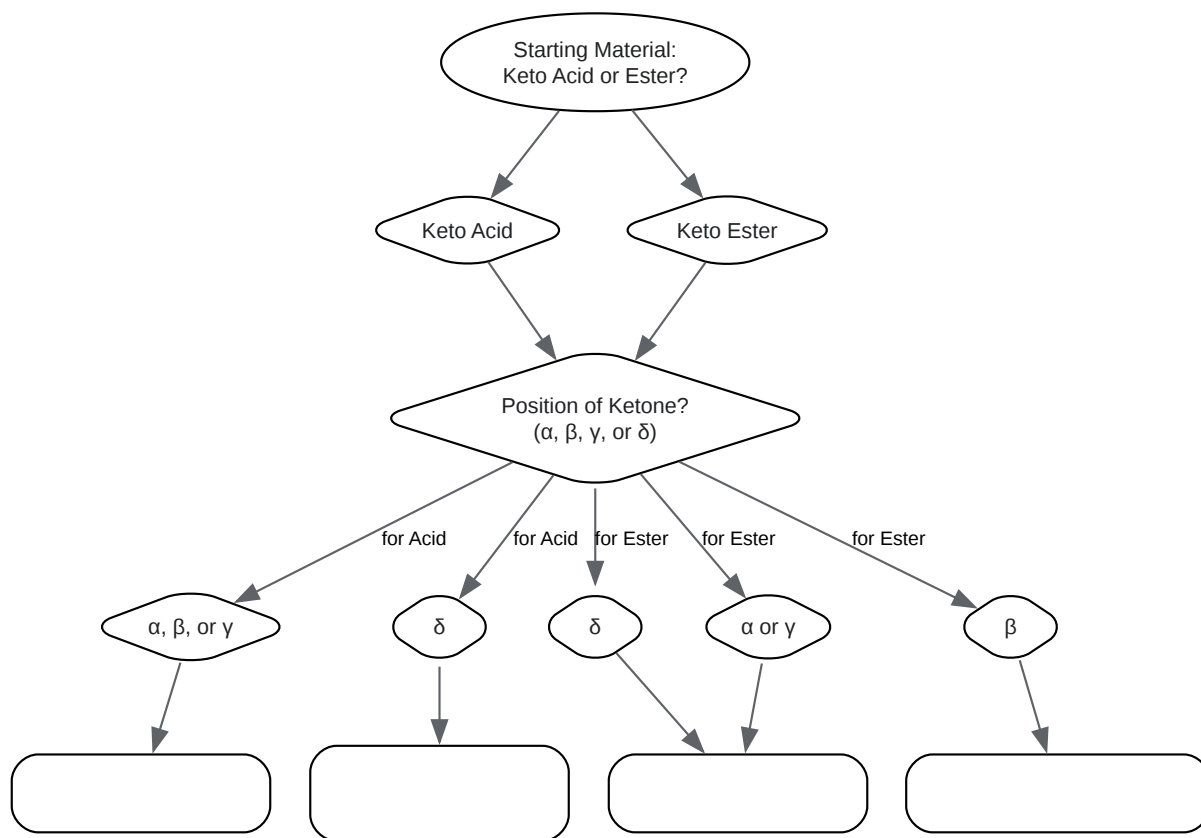 Starting Material:
Keto Acid or Ester?
Keto Acid
Keto Ester
Position of Ketone?
(α, β, γ, or δ)
for Acid
for Acid
for Ester
for Ester
for Ester
α, β, or γ
δ
δ
α or γ
β